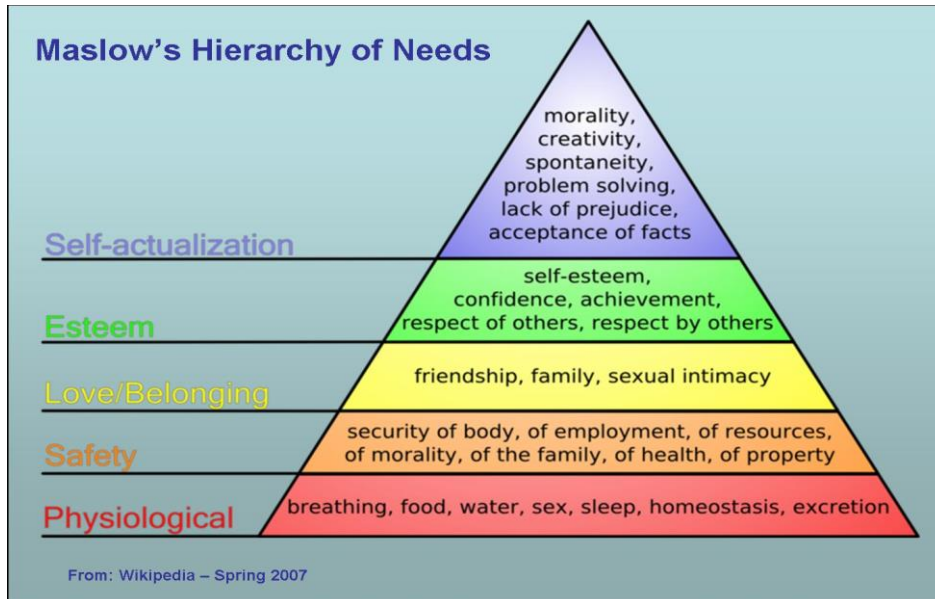 Maslow's Hierarchy of Needs
morality,
creativity,
spontaneity,
problem solving,
lack of prejudice,
acceptance of facts
Self-actualization
self-esteem,
confidence, achievement,
respect of others, respect by others
Esteem
friendship, family, sexual intimacy
Love/Belonging
security of body, of employment, of resources,
of morality, of the family, of health, of property
Safety
breathing, food, water, sex, sleep, homeostasis, excretion
Physiological
From: Wikipedia – Spring 2007